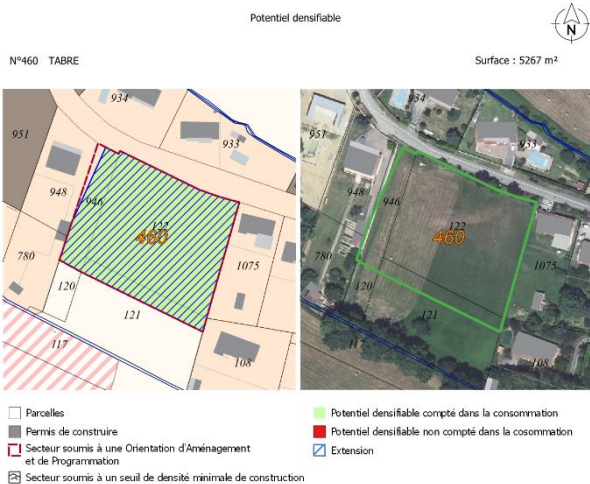 Potentiel densifiable
N
N°460 TABRE
Surface : 5267 m²
934
951
933
948
946
122
460
780
1075
120
121
117
108
934
951
933
948
946
122
460
780
1075
120
121
117
108
Parcelles
Permis de construire
Secteur soumis à une Orientation d'Aménagement
et de Programmation
Secteur soumis à un seuil de densité minimale de construction
Potentiel densifiable compté dans la consommation
Potentiel densifiable non compté dans la cosommation
Extension